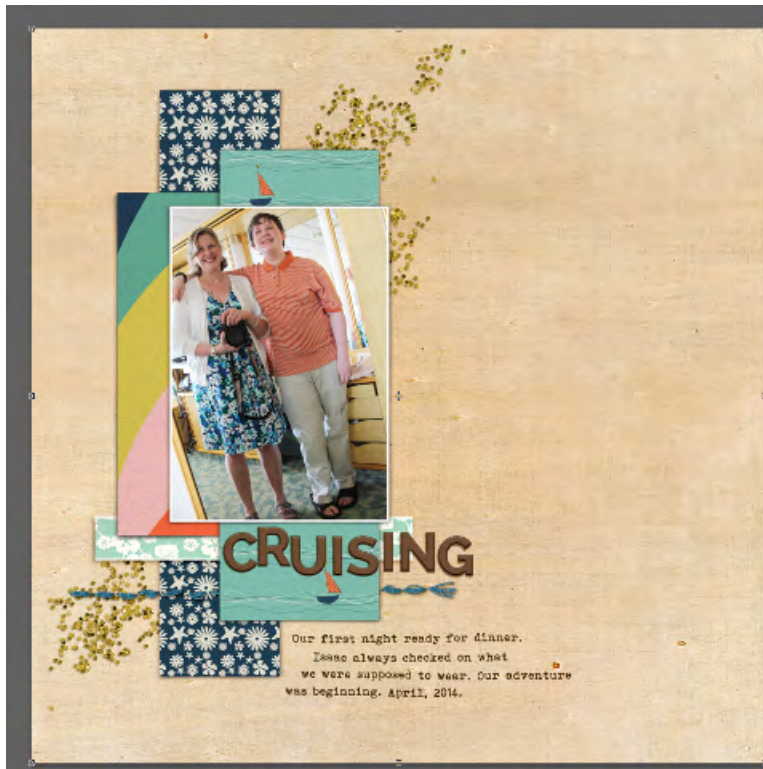 CRUISING
Our first night ready for dinner.
Isaac always checked on what
we were supposed to wear. Our adventure
was beginning. April, 2014.